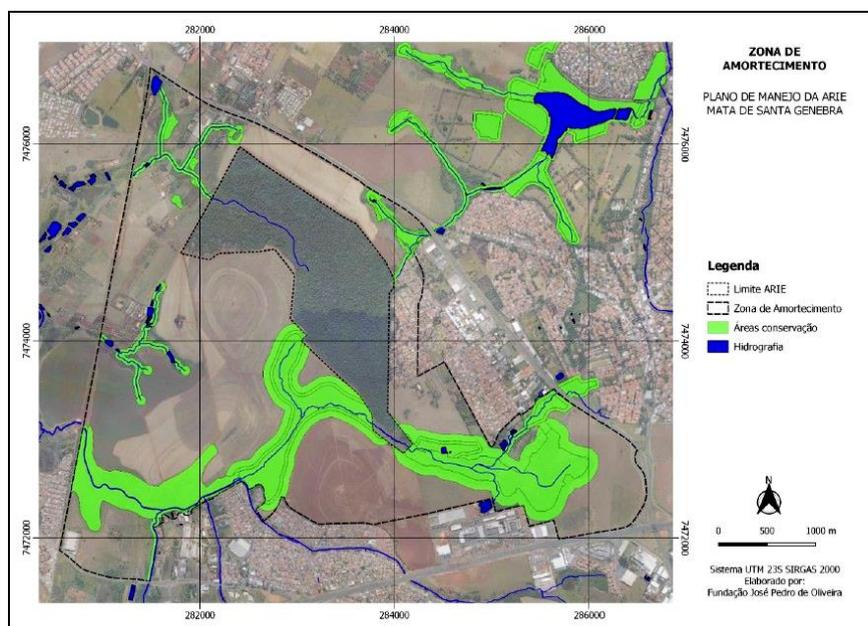 282000
284000
286000
7476000
7474000
7472000
7476000
7474000
7472000
282000
284000
286000
ZONA DE
AMORTECIMENTO
PLANO DE MANEJO DA ARIE
MATA DE SANTA GENEBRA
Legenda
Limite ARIE
Zona de Amortecimento
Áreas conservação
Hidrografia
N
0 500 1000 m
Sistema UTM 23S SIRGAS 2000
Elaborado por:
Fundação José Pedro de Oliveira